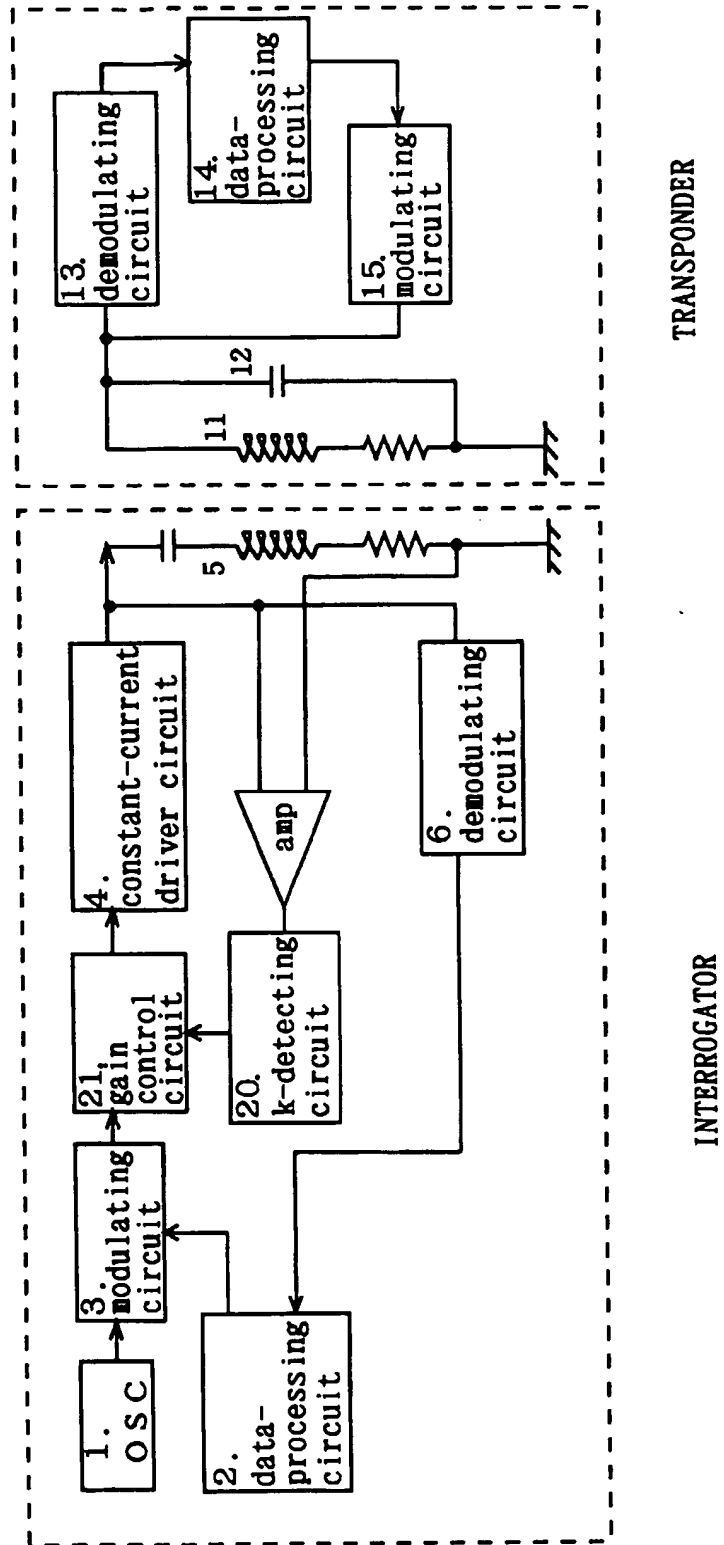 1.
OSC
2.
data-
processing
circuit
3.
modulating
circuit
21.
gain
control
circuit
4.
constant-current
driver circuit
20.
k-detecting
circuit
amp
5
6.
demodulating
circuit
INTERROGATOR
11
12
13.
demodulating
circuit
14.
data-
processing
circuit
15.
modulating
circuit
TRANSPONDER